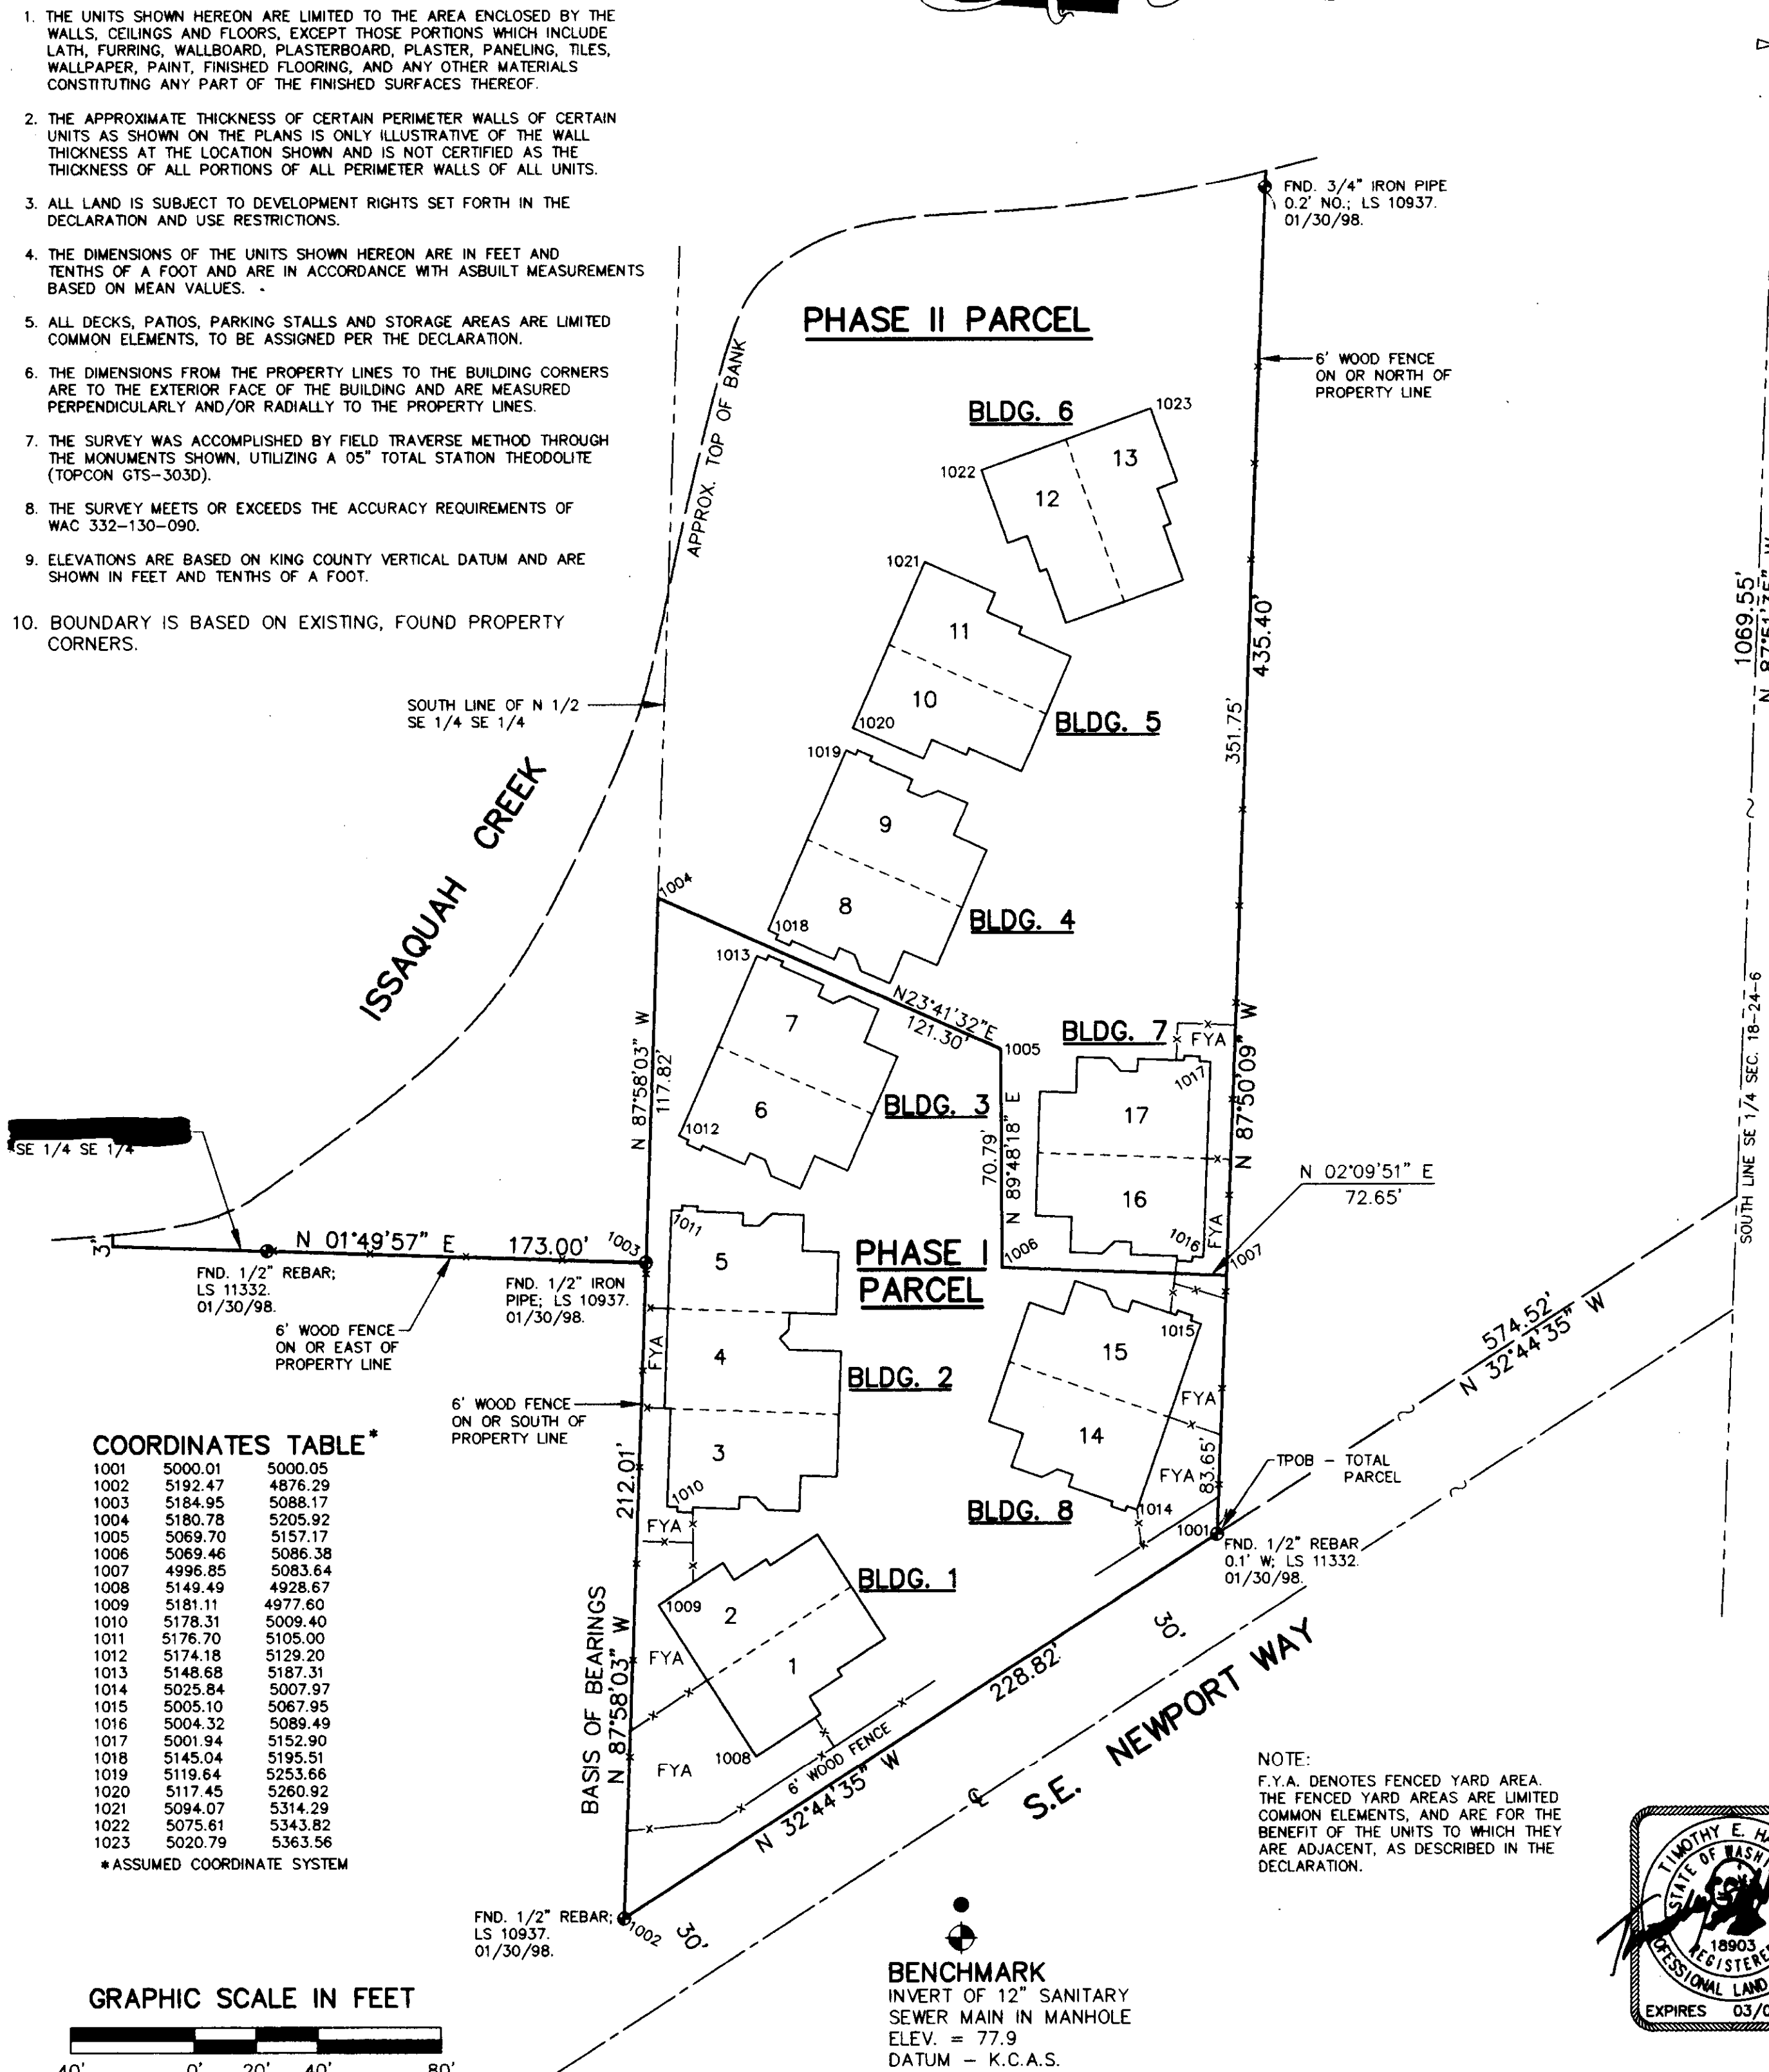 1. THE UNITS SHOWN HEREON ARE LIMITED TO THE AREA ENCLOSED BY THE
WALLS, CEILINGS AND FLOORS, EXCEPT THOSE PORTIONS WHICH INCLUDE
LATH, FURRING, WALLBOARD, PLASTERBOARD, PLASTER, PANELING, TILES,
WALLPAPER, PAINT, FINISHED FLOORING, AND ANY OTHER MATERIALS
CONSTITUTING ANY PART OF THE FINISHED SURFACES THEREOF.
2. THE APPROXIMATE THICKNESS OF CERTAIN PERIMETER WALLS OF CERTAIN
UNITS AS SHOWN ON THE PLANS IS ONLY ILLUSTRATIVE OF THE WALL
THICKNESS AT THE LOCATION SHOWN AND IS NOT CERTIFIED AS THE
THICKNESS OF ALL PORTIONS OF ALL PERIMETER WALLS OF ALL UNITS.
3. ALL LAND IS SUBJECT TO DEVELOPMENT RIGHTS SET FORTH IN THE
DECLARATION AND USE RESTRICTIONS.
4. THE DIMENSIONS OF THE UNITS SHOWN HEREON ARE IN FEET AND
TENTHS OF A FOOT AND ARE IN ACCORDANCE WITH ASBUILT MEASUREMENTS
BASED ON MEAN VALUES.
5. ALL DECKS, PATIOS, PARKING STALLS AND STORAGE AREAS ARE LIMITED
COMMON ELEMENTS, TO BE ASSIGNED PER THE DECLARATION.
6. THE DIMENSIONS FROM THE PROPERTY LINES TO THE BUILDING CORNERS
ARE TO THE EXTERIOR FACE OF THE BUILDING AND ARE MEASURED
PERPENDICULARLY AND/OR RADIALLY TO THE PROPERTY LINES.
7. THE SURVEY WAS ACCOMPLISHED BY FIELD TRAVERSE METHOD THROUGH
THE MONUMENTS SHOWN, UTILIZING A 05" TOTAL STATION THEODOLITE
(TOPCON GTS-303D).
8. THE SURVEY MEETS OR EXCEEDS THE ACCURACY REQUIREMENTS OF
WAC 332-130-090.
9. ELEVATIONS ARE BASED ON KING COUNTY VERTICAL DATUM AND ARE
SHOWN IN FEET AND TENTHS OF A FOOT.
10. BOUNDARY IS BASED ON EXISTING, FOUND PROPERTY
CORNERS.
FND. 3/4" IRON PIPE
0.2' NO.; LS 10937.
01/30/98.
PHASE II PARCEL
6' WOOD FENCE
ON OR NORTH OF
PROPERTY LINE
APPROX. TOP OF BANK
BLDG. 6
1023
1022
13
12
1021
11
10
1020
BLDG. 5
435.40'
351.75'
1069.55'
N 87°51'35" W
SOUTH LINE OF N 1/2
SE 1/4 SE 1/4
1019
9
8
1018
BLDG. 4
ISSAQUAH CREEK
1004
1013
N23°41'32"E
121.30'
1005
7
6
1012
BLDG. 3
N 87°58'03" W
117.82'
BLDG. 7
FYA
1017
17
16
1016
FYA
N 87°50'09" W
70.79'
N 89°48'18" E
N 02°09'51" E
72.65'
SOUTH LINE SE 1/4 SEC. 18-24-6
SE 1/4 SE 1/4
3'
N 01°49'57" E 173.00'
1003
FND. 1/2" REBAR;
LS 11332.
01/30/98.
FND. 1/2" IRON
PIPE; LS 10937.
01/30/98.
6' WOOD FENCE
ON OR EAST OF
PROPERTY LINE
1011
5
4
3
1010
FYA
BLDG. 2
PHASE I
PARCEL
1006
1007
1015
15
14
1014
FYA
FYA
BLDG. 8
83.65'
574.52'
N 32°44'35" W
6' WOOD FENCE
ON OR SOUTH OF
PROPERTY LINE
212.01'
TPOB - TOTAL
PARCEL
1001
FND. 1/2" REBAR
0.1' W; LS 11332.
01/30/98.
COORDINATES TABLE*
1001 5000.01 5000.05
1002 5192.47 4876.29
1003 5184.95 5088.17
1004 5180.78 5205.92
1005 5069.70 5157.17
1006 5069.46 5086.38
1007 4996.85 5083.64
1008 5149.49 4928.67
1009 5181.11 4977.60
1010 5178.31 5009.40
1011 5176.70 5105.00
1012 5174.18 5129.20
1013 5148.68 5187.31
1014 5025.84 5007.97
1015 5005.10 5067.95
1016 5004.32 5089.49
1017 5001.94 5152.90
1018 5145.04 5195.51
1019 5119.64 5253.66
1020 5117.45 5260.92
1021 5094.07 5314.29
1022 5075.61 5343.82
1023 5020.79 5363.56
*ASSUMED COORDINATE SYSTEM
FYA
BLDG. 1
1009
2
1
1008
FYA
FYA
BASIS OF BEARINGS
N 87°58'03" W
6' WOOD FENCE
228.82'
N 32°44'35" W
30'
S.E. NEWPORT WAY
℄
FND. 1/2" REBAR;
LS 10937.
01/30/98.
1002
30'
NOTE:
F.Y.A. DENOTES FENCED YARD AREA.
THE FENCED YARD AREAS ARE LIMITED
COMMON ELEMENTS, AND ARE FOR THE
BENEFIT OF THE UNITS TO WHICH THEY
ARE ADJACENT, AS DESCRIBED IN THE
DECLARATION.
BENCHMARK
INVERT OF 12" SANITARY
SEWER MAIN IN MANHOLE
ELEV. = 77.9
DATUM - K.C.A.S.
GRAPHIC SCALE IN FEET
40' 0' 20' 40' 80'
TIMOTHY E.
STATE OF
18903
REGISTERED
LAND
EXPIRES 03/0